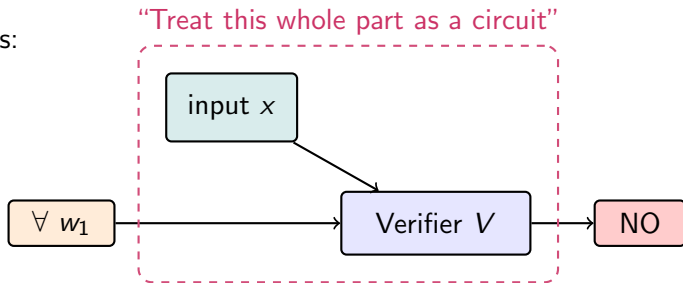 “Treat this whole part as a circuit”
s:
input x
∀ w₁
Verifier V
NO